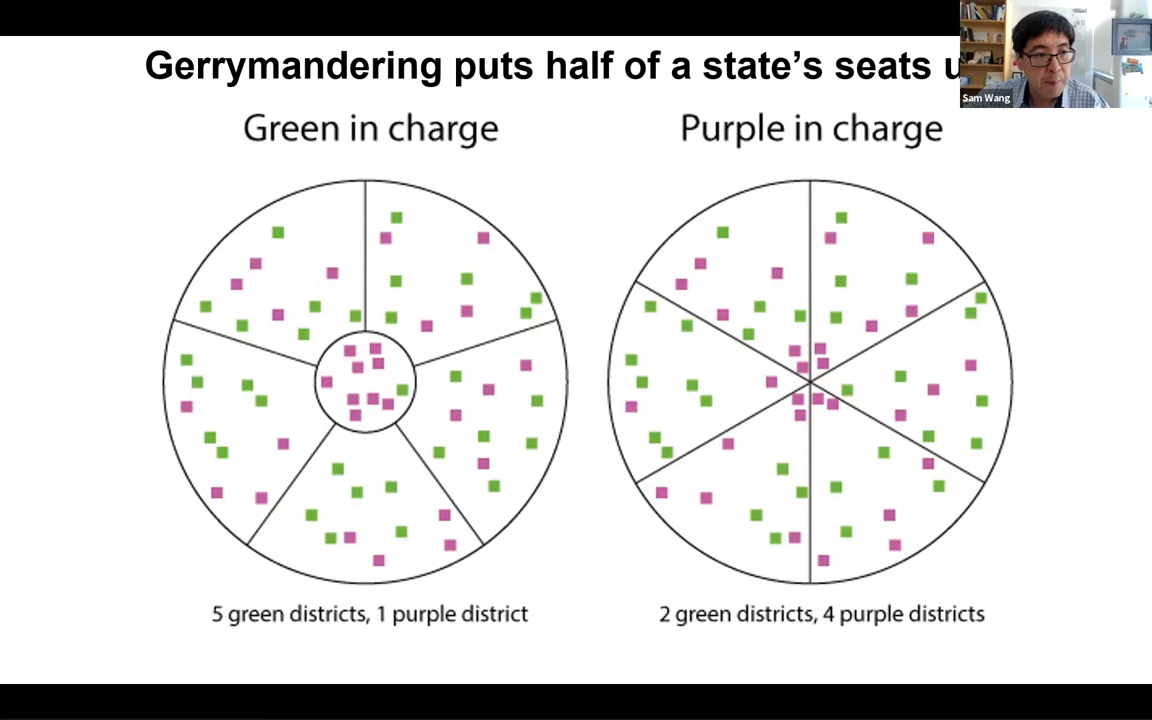 Gerrymandering puts half of a state’s seats
Sam Wang
Green in charge
Purple in charge
5 green districts, 1 purple district
2 green districts, 4 purple districts